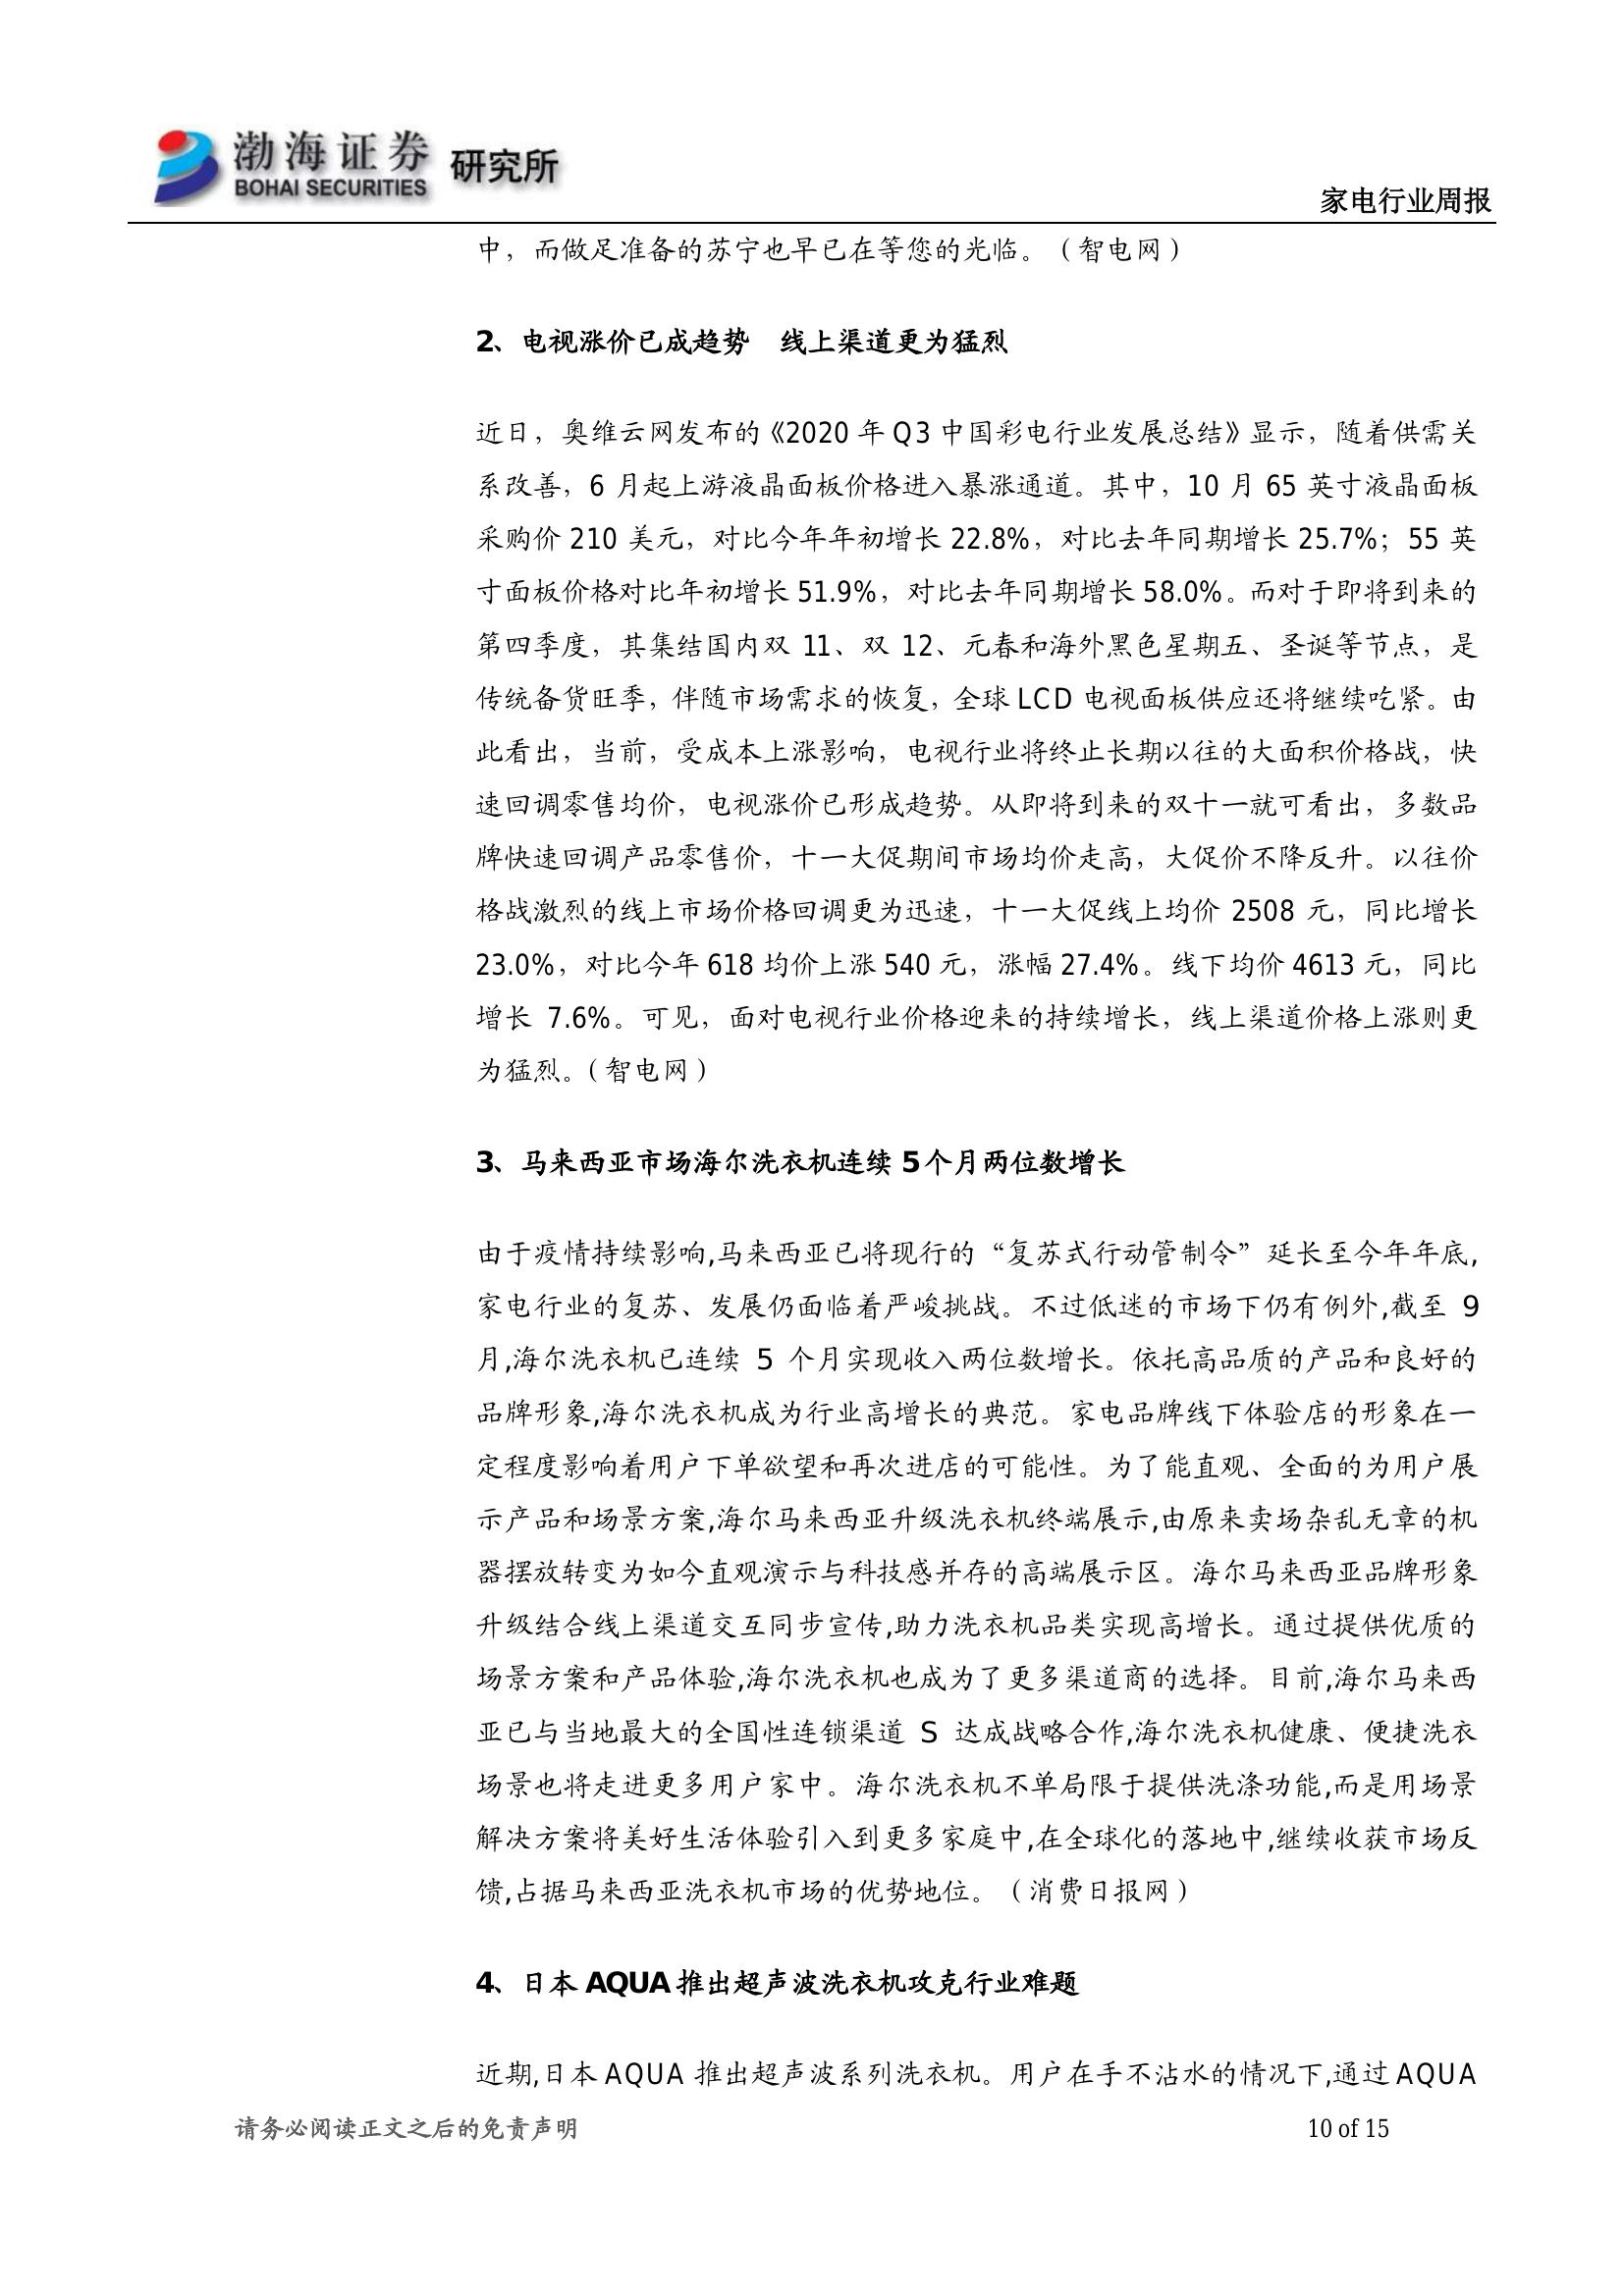 渤海证券 研究所
BOHAI SECURITIES
家电行业周报
中，而做足准备的苏宁也早已在等您的光临。（智电网）
2、电视涨价已成趋势　线上渠道更为猛烈
近日，奥维云网发布的《2020 年 Q3 中国彩电行业发展总结》显示，随着供需关
系改善，6 月起上游液晶面板价格进入暴涨通道。其中，10 月 65 英寸液晶面板
采购价 210 美元，对比今年年初增长 22.8%，对比去年同期增长 25.7%；55 英
寸面板价格对比年初增长 51.9%，对比去年同期增长 58.0%。而对于即将到来的
第四季度，其集结国内双 11、双 12、元春和海外黑色星期五、圣诞等节点，是
传统备货旺季，伴随市场需求的恢复，全球 LCD 电视面板供应还将继续吃紧。由
此看出，当前，受成本上涨影响，电视行业将终止长期以往的大面积价格战，快
速回调零售均价，电视涨价已形成趋势。从即将到来的双十一就可看出，多数品
牌快速回调产品零售价，十一大促期间市场均价走高，大促价不降反升。以往价
格战激烈的线上市场价格回调更为迅速，十一大促线上均价 2508 元，同比增长
23.0%，对比今年 618 均价上涨 540 元，涨幅 27.4%。线下均价 4613 元，同比
增长 7.6%。可见，面对电视行业价格迎来的持续增长，线上渠道价格上涨则更
为猛烈。（智电网）
3、马来西亚市场海尔洗衣机连续 5 个月两位数增长
由于疫情持续影响,马来西亚已将现行的“复苏式行动管制令”延长至今年年底,
家电行业的复苏、发展仍面临着严峻挑战。不过低迷的市场下仍有例外,截至 9
月,海尔洗衣机已连续 5 个月实现收入两位数增长。依托高品质的产品和良好的
品牌形象,海尔洗衣机成为行业高增长的典范。家电品牌线下体验店的形象在一
定程度影响着用户下单欲望和再次进店的可能性。为了能直观、全面的为用户展
示产品和场景方案,海尔马来西亚升级洗衣机终端展示,由原来卖场杂乱无章的机
器摆放转变为如今直观演示与科技感并存的高端展示区。海尔马来西亚品牌形象
升级结合线上渠道交互同步宣传,助力洗衣机品类实现高增长。通过提供优质的
场景方案和产品体验,海尔洗衣机也成为了更多渠道商的选择。目前,海尔马来西
亚已与当地最大的全国性连锁渠道 S 达成战略合作,海尔洗衣机健康、便捷洗衣
场景也将走进更多用户家中。海尔洗衣机不单局限于提供洗涤功能,而是用场景
解决方案将美好生活体验引入到更多家庭中,在全球化的落地中,继续收获市场反
馈,占据马来西亚洗衣机市场的优势地位。（消费日报网）
4、日本 AQUA 推出超声波洗衣机攻克行业难题
近期,日本 AQUA 推出超声波系列洗衣机。用户在手不沾水的情况下,通过 AQUA
请务必阅读正文之后的免责声明
10 of 15